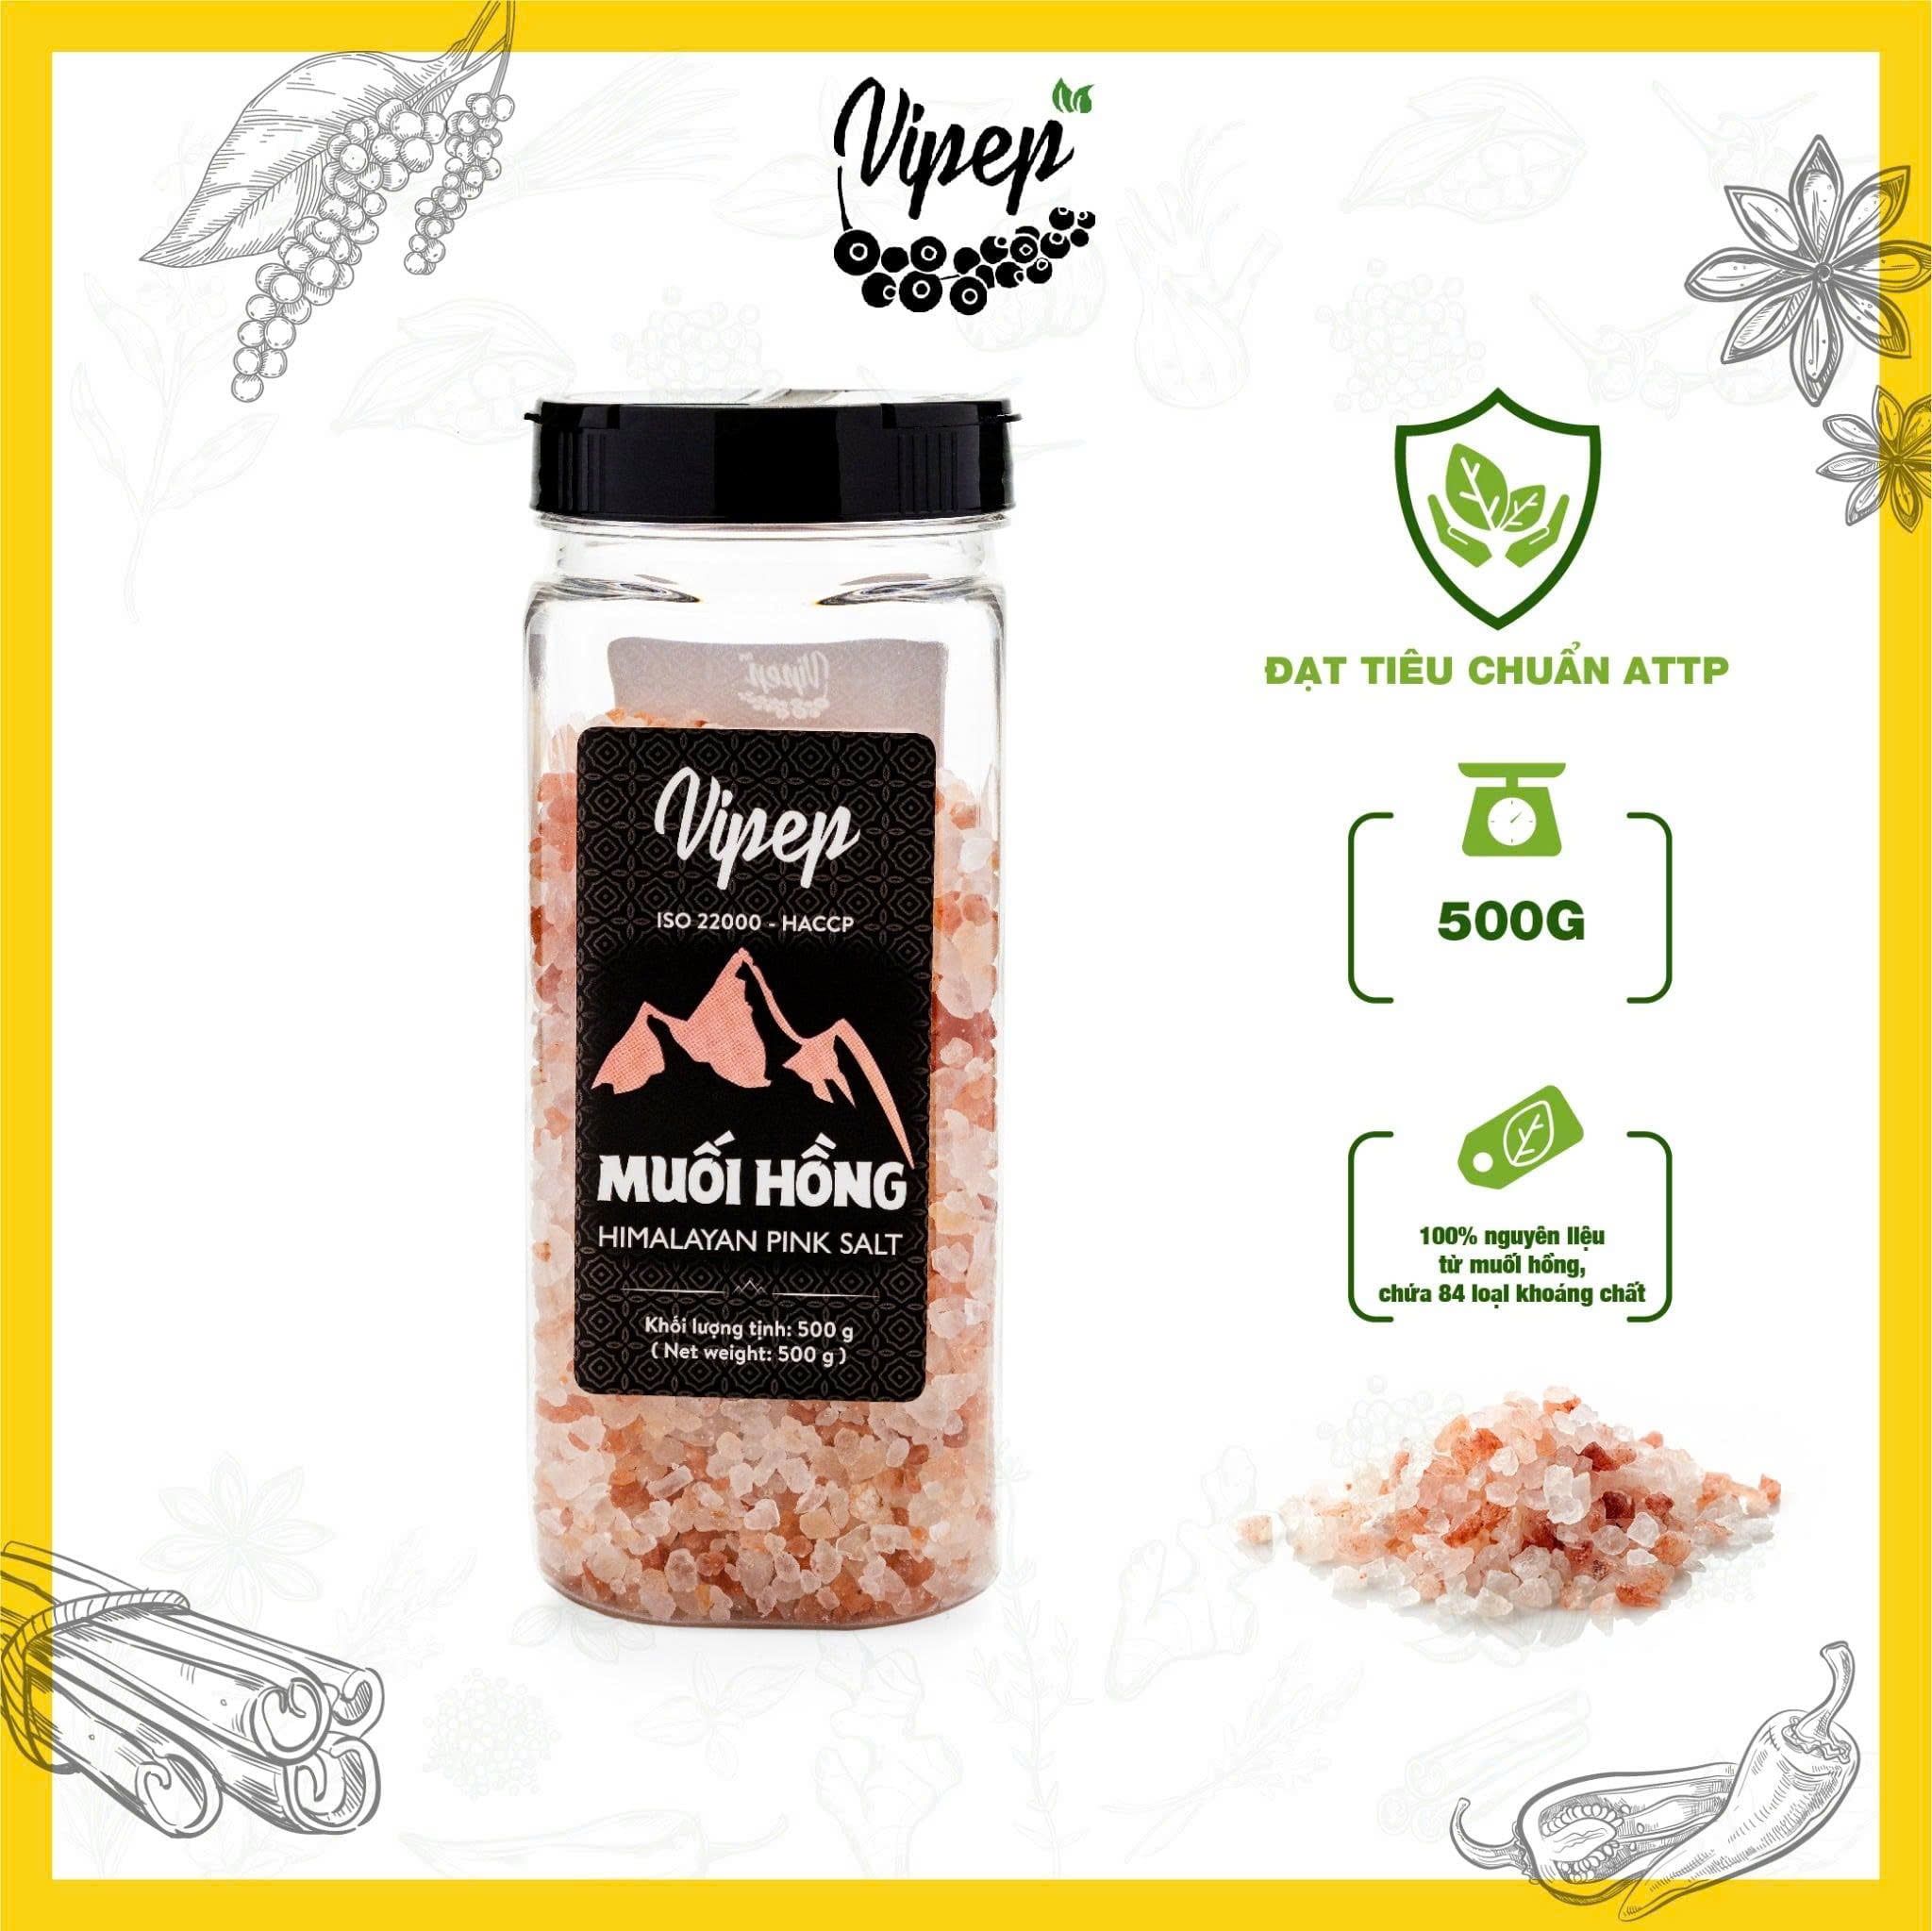 Vipep
ĐẠT TIÊU CHUẨN ATTP
500G
100% nguyên liệu
từ muối hồng,
chứa 84 loại khoáng chất
Vipep
Vipep
ISO 22000 - HACCP
MUỐI HỒNG
HIMALAYAN PINK SALT
Khối lượng tịnh: 500 g
( Net weight: 500 g )